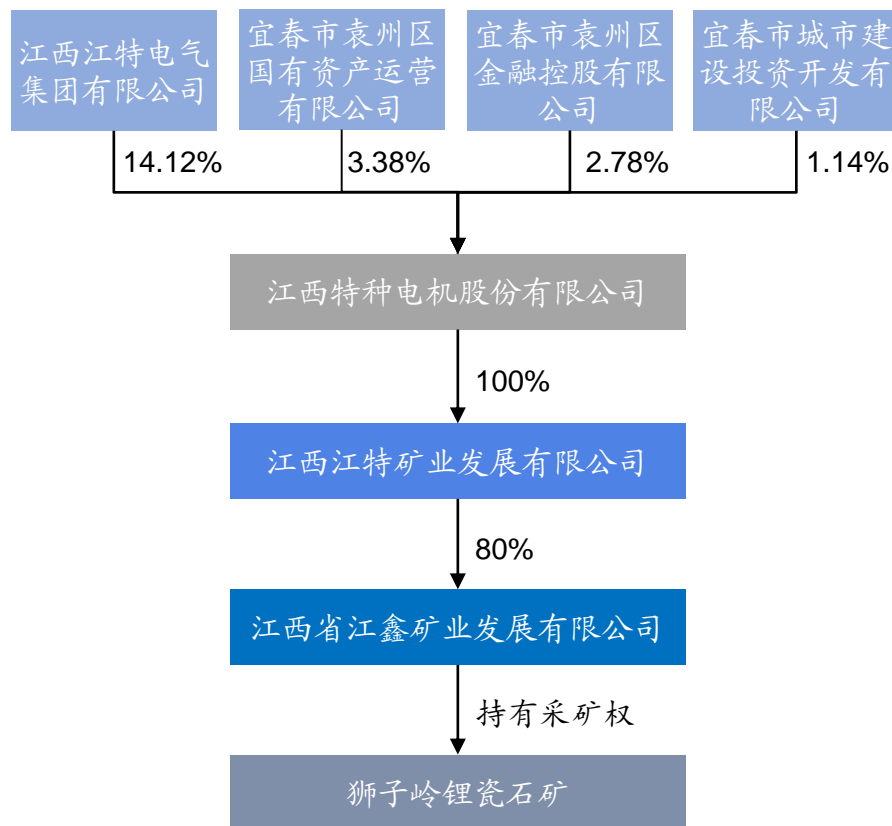 江西江特电气
集团有限公司
宜春市袁州区
国有资产运营
有限公司
宜春市袁州区
金融控股有限
公司
宜春市城市建
设投资开发有
限公司
14.12%
3.38%
2.78%
1.14%
江西特种电机股份有限公司
100%
江西江特矿业发展有限公司
80%
江西省江鑫矿业发展有限公司
持有采矿权
狮子岭锂瓷石矿